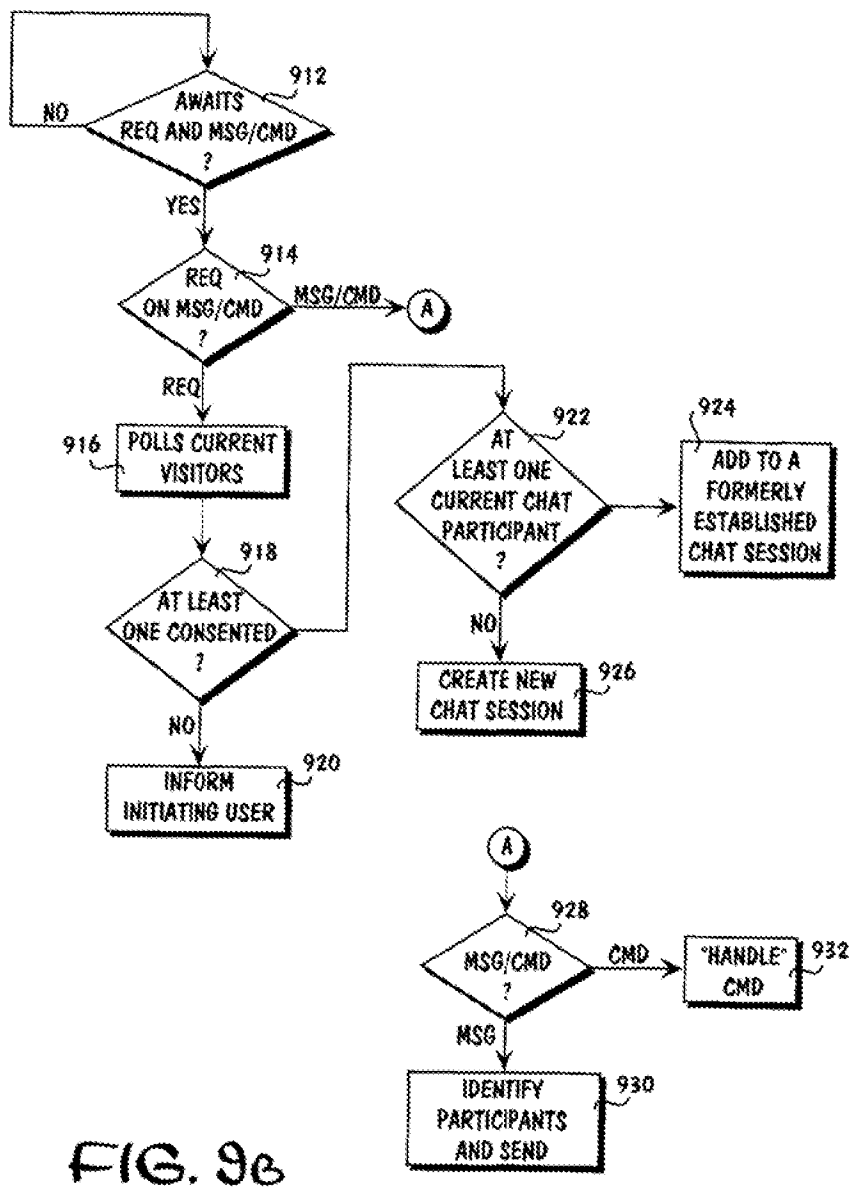 912
AWAITS
REQ AND MSG/CMD
?
NO
YES
914
REQ
ON MSG/CMD
?
MSG/CMD
A
REQ
916
POLLS CURRENT
VISITORS
918
AT LEAST
ONE CONSENTED
?
NO
920
INFORM
INITIATING USER
922
AT
LEAST ONE
CURRENT CHAT
PARTICIPANT
?
924
ADD TO A
FORMERLY
ESTABLISHED
CHAT SESSION
NO
CREATE NEW
CHAT SESSION
926
A
928
MSG/CMD
?
CMD
"HANDLE"
CMD
932
MSG
IDENTIFY
PARTICIPANTS
AND SEND
930
FIG. 9B